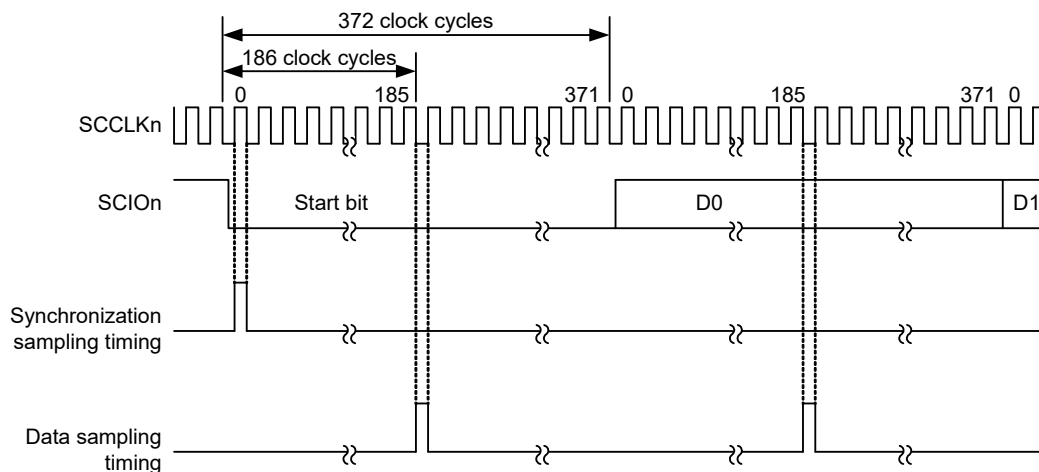 372 clock cycles
186 clock cycles
0 185 371 0 185 371 0
SCCLKn
SCIOn Start bit D0 D1
Synchronization
sampling timing
Data sampling
timing